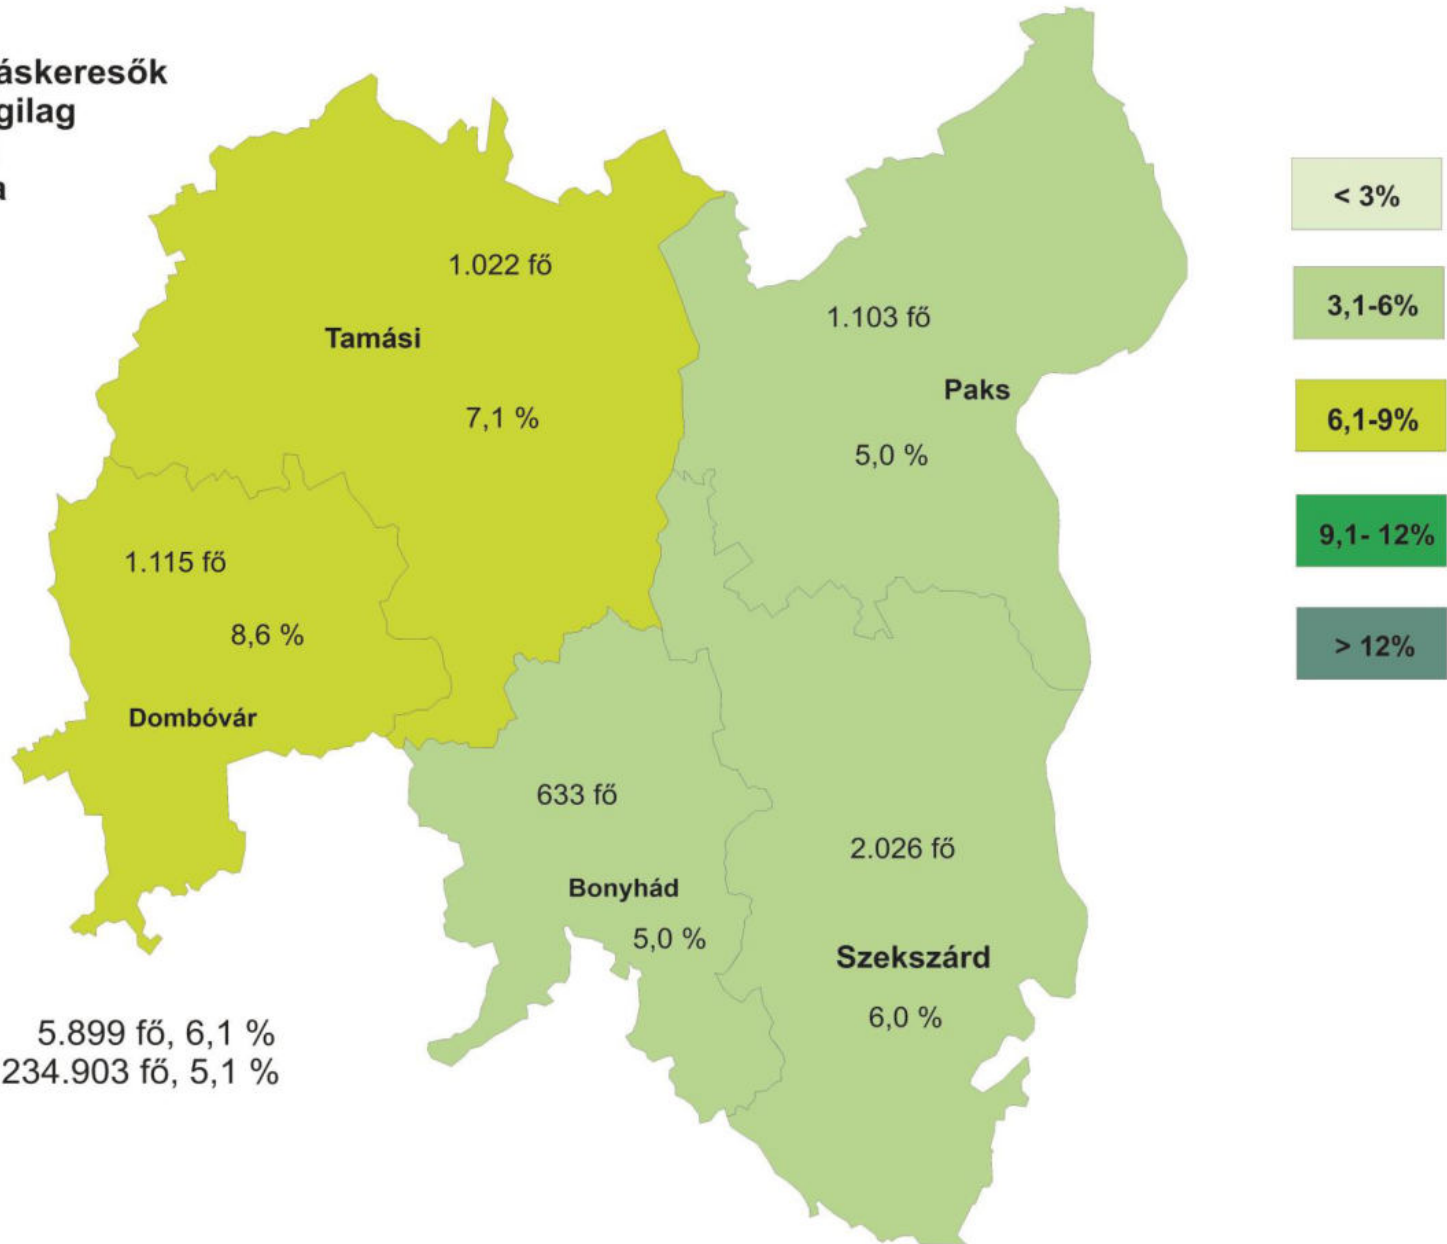 áskeresők
gilag
a
1.022 fő
Tamási
7,1 %
1.103 fő
Paks
5,0 %
1.115 fő
8,6 %
Dombóvár
633 fő
Bonyhád
5,0 %
2.026 fő
Szekszárd
6,0 %
5.899 fő, 6,1 %
234.903 fő, 5,1 %
< 3%
3,1-6%
6,1-9%
9,1- 12%
> 12%